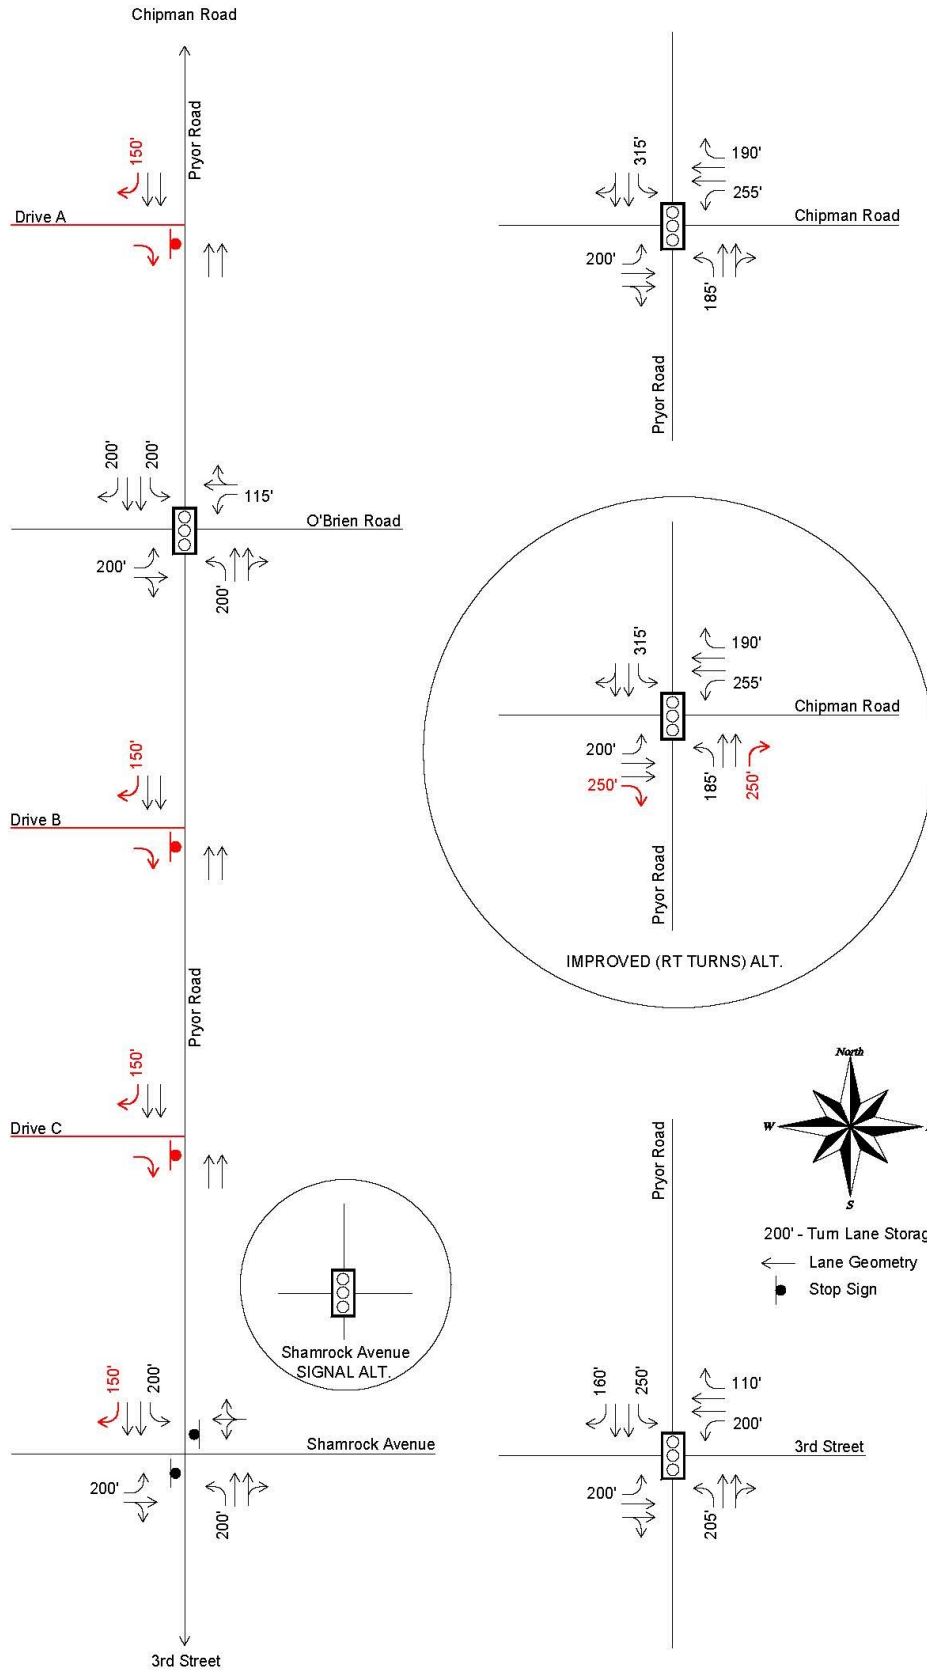 Chipman Road
Pryor Road
150'
Drive A
200'
200'
115'
O'Brien Road
200'
200'
150'
Drive B
Pryor Road
150'
Drive C
Shamrock Avenue
SIGNAL ALT.
150'
200'
Shamrock Avenue
200'
200'
3rd Street
315'
190'
255'
Chipman Road
200'
185'
Pryor Road
315'
190'
255'
Chipman Road
200'
250'
185'
250'
Pryor Road
IMPROVED (RT TURNS) ALT.
North
W
S
200' - Turn Lane Storag
Lane Geometry
Stop Sign
Pryor Road
160'
250'
110'
200'
3rd Street
200'
205'